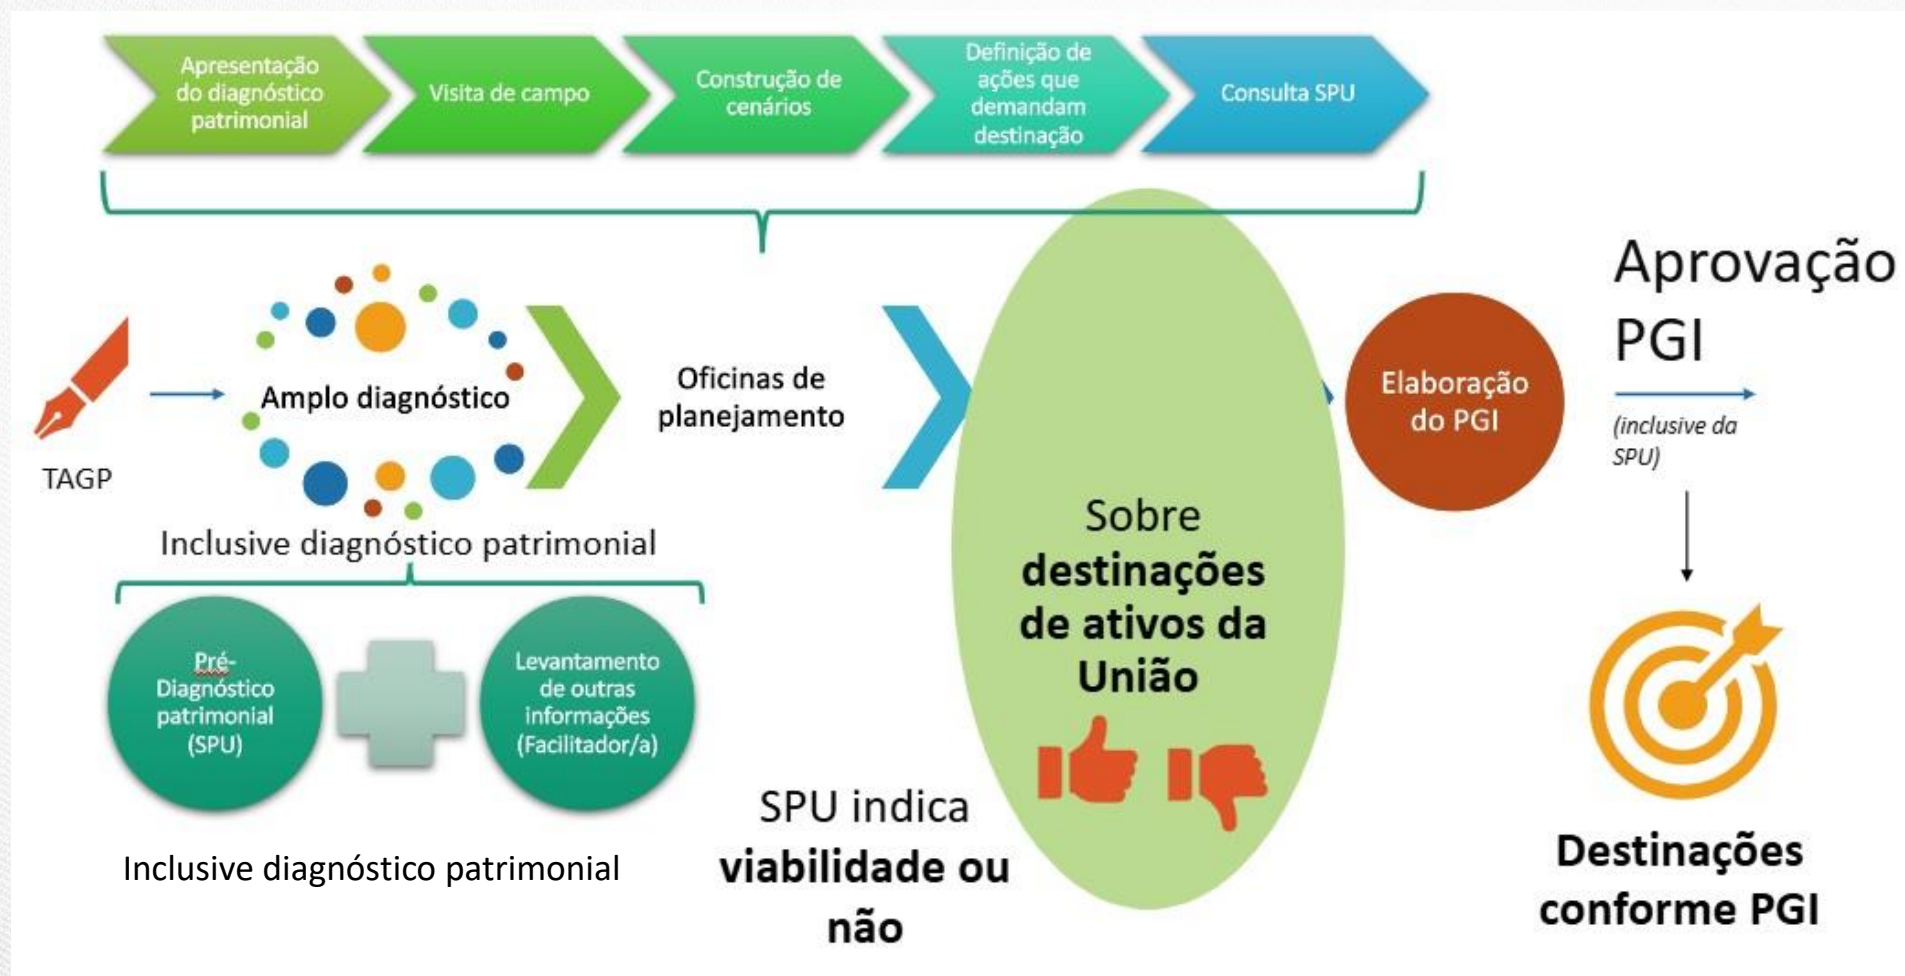 Apresentação
do diagnóstico
patrimonial
Visita de campo
Construção de
cenários
Definição de
ações que
demandam
destinação
Consulta SPU
TAGP
Amplo diagnóstico
Inclusive diagnóstico patrimonial
Oficinas de
planejamento
Pré-
Diagnóstico
patrimonial
(SPU)
Levantamento
de outras
informações
(Facilitador/a)
Inclusive diagnóstico patrimonial
SPU indica
viabilidade ou
não
Sobre
destinações
de ativos da
União
Elaboração
do PGI
Aprovação
PGI
(inclusive da
SPU)
Destinações
conforme PGI